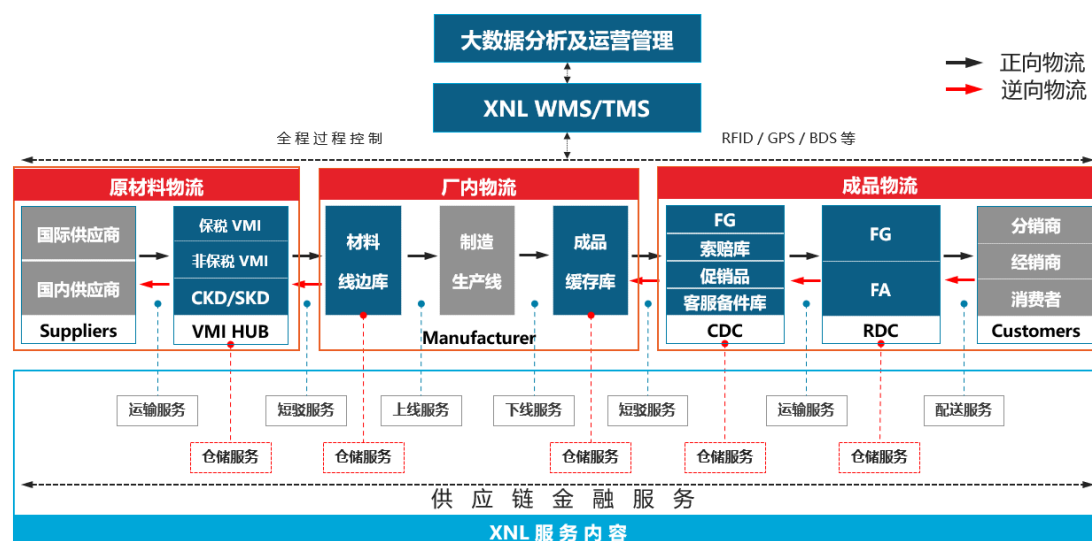 大数据分析及运营管理
XNL WMS/TMS
正向物流
逆向物流
全程过程控制
RFID / GPS / BDS 等
原材料物流
厂内物流
成品物流
国际供应商
国内供应商
Suppliers
保税 VMI
非保税 VMI
CKD/SKD
VMI HUB
材料
线边库
制造
生产线
成品
缓存库
Manufacturer
FG
索赔库
促销品
客服备件库
CDC
FG
FA
RDC
分销商
经销商
消费者
Customers
运输服务
短驳服务
上线服务
下线服务
短驳服务
运输服务
配送服务
仓储服务
仓储服务
仓储服务
仓储服务
仓储服务
供应链金融服务
XNL 服务内容